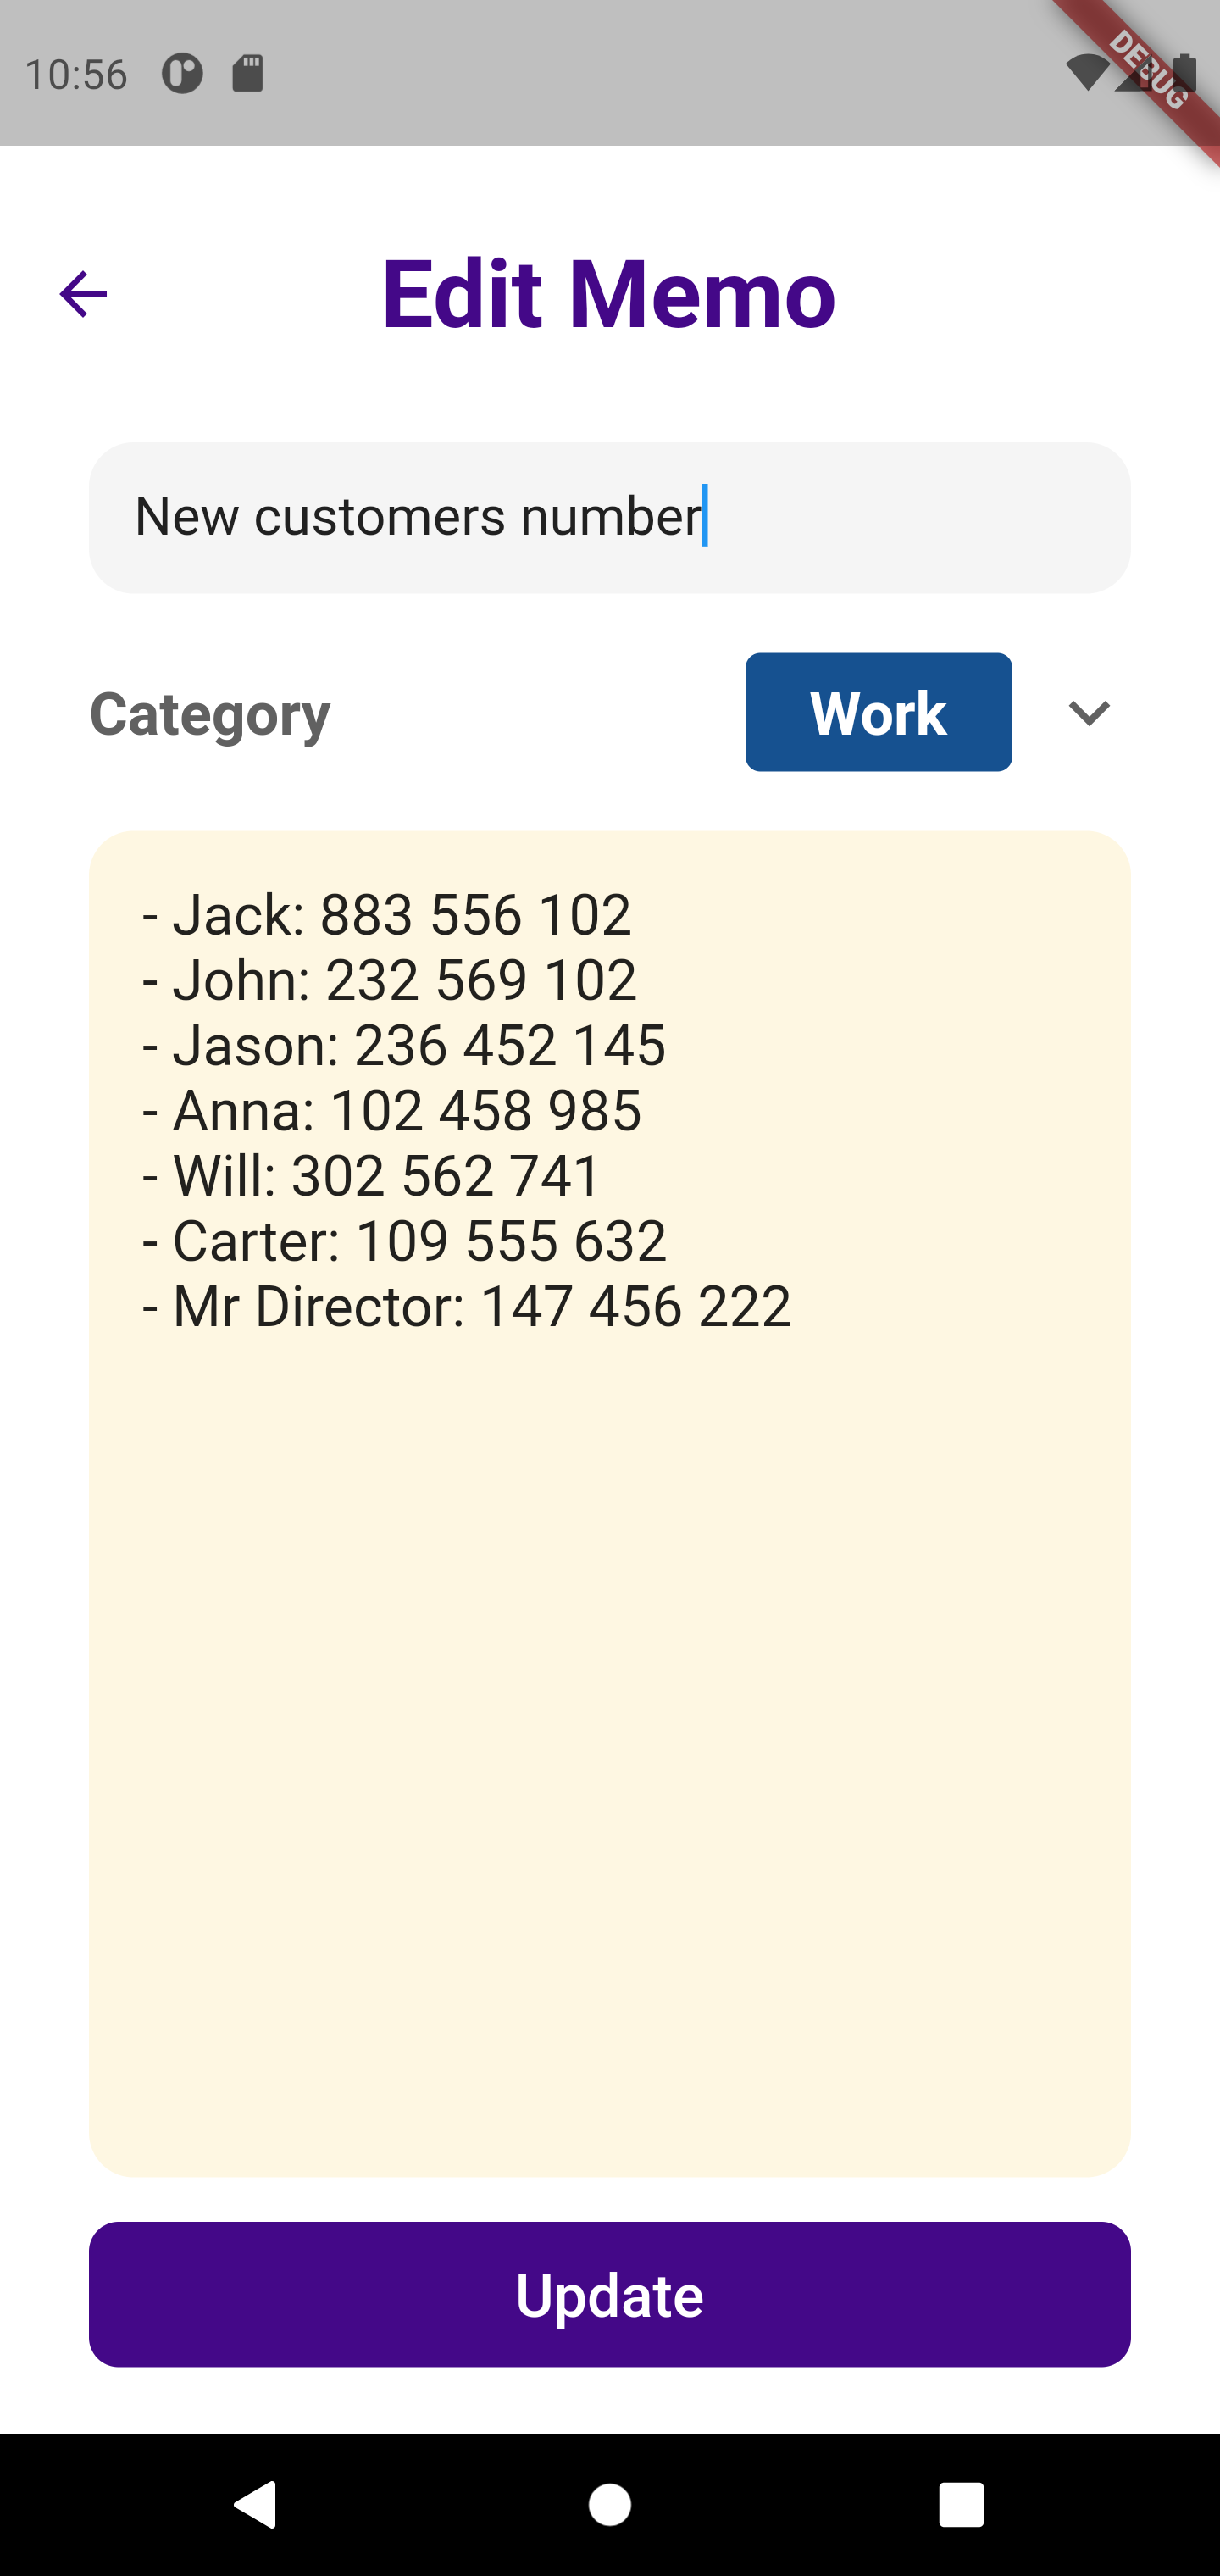 10:56
DEBUG
Edit Memo
New customers number
Category
Work
- Jack: 883 556 102
- John: 232 569 102
- Jason: 236 452 145
- Anna: 102 458 985
- Will: 302 562 741
- Carter: 109 555 632
- Mr Director: 147 456 222
Update